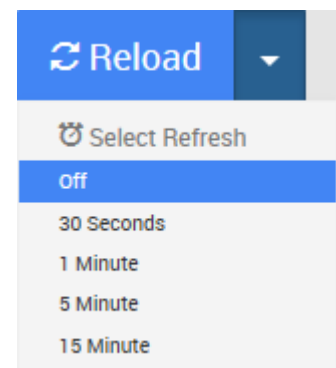 Reload
Select Refresh
Off
30 Seconds
1 Minute
5 Minute
15 Minute